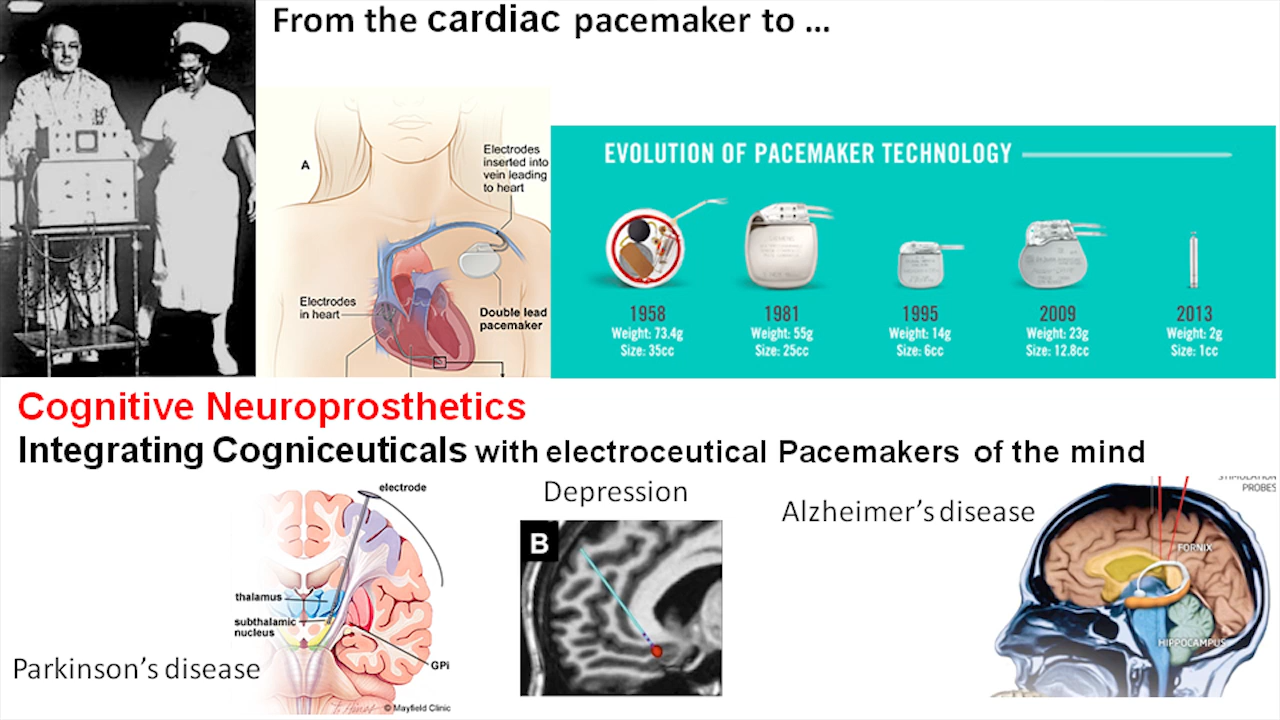 From the cardiac pacemaker to ...
A
Electrodes
inserted into
vein leading
to heart
Electrodes
in heart
Double lead
pacemaker
EVOLUTION OF PACEMAKER TECHNOLOGY
1958
Weight: 73.4g
Size: 35cc
1981
Weight: 55g
Size: 25cc
1995
Weight: 14g
Size: 6cc
2009
Weight: 23g
Size: 12.8cc
2013
Weight: 2g
Size: 1cc
Cognitive Neuroprosthetics
Integrating Cogniceuticals with electroceutical Pacemakers of the mind
Parkinson's disease
electrode
thalamus
subthalamic
nucleus
GPi
© Mayfield Clinic
Depression
B
Alzheimer's disease
PROBES
FORNIX
HIPPOCAMPUS